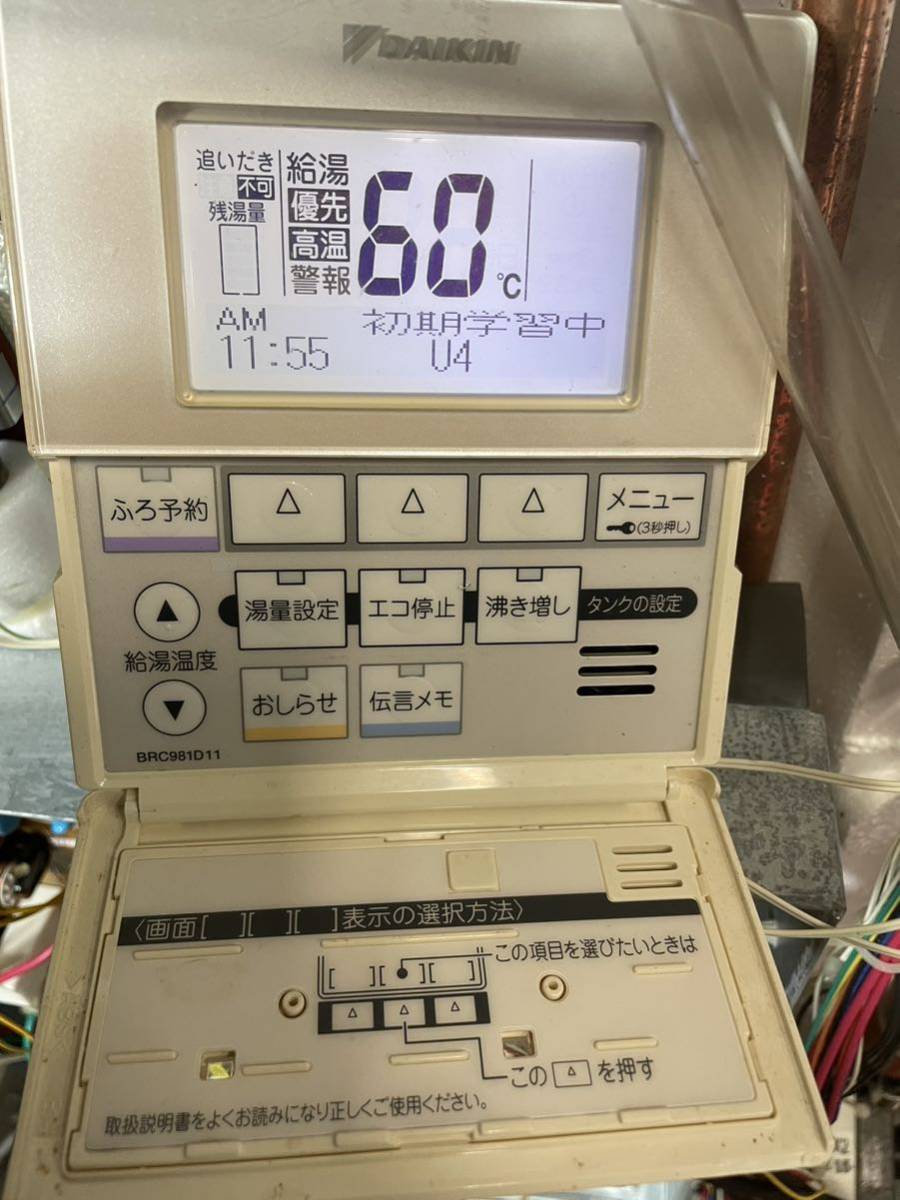 DAIKIN
追いだき
不可
残湯量
給湯
優先
高温
警報
60℃
AM
11:55
初期学習中
U4
ふろ予約
△
△
△
メニュー
(3秒押し)
▲
給湯温度
▼
湯量設定
エコ停止
沸き増し
タンクの設定
おしらせ
伝言メモ
BRC981D11
〈画面[ ][ ][ ]表示の選択方法〉
この項目を選びたいときは
[ ][●][ ]
△ △ △
この△を押す
取扱説明書をよくお読みになり正しくご使用ください。